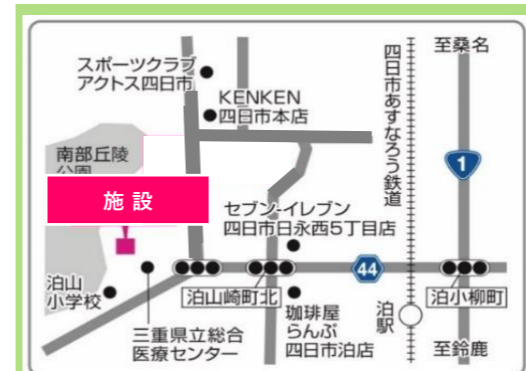 スポーツクラブ
アクトス四日市
KENKEN
四日市本店
四日市あすなろう鉄道
至桑名
1
南部丘陵
公園
施設
セブン-イレブン
四日市日永西5丁目店
44
泊山
小学校
泊山崎町北
泊小柳町
三重県立総合
医療センター
珈琲屋
らんぷ
四日市泊店
泊駅
至鈴鹿